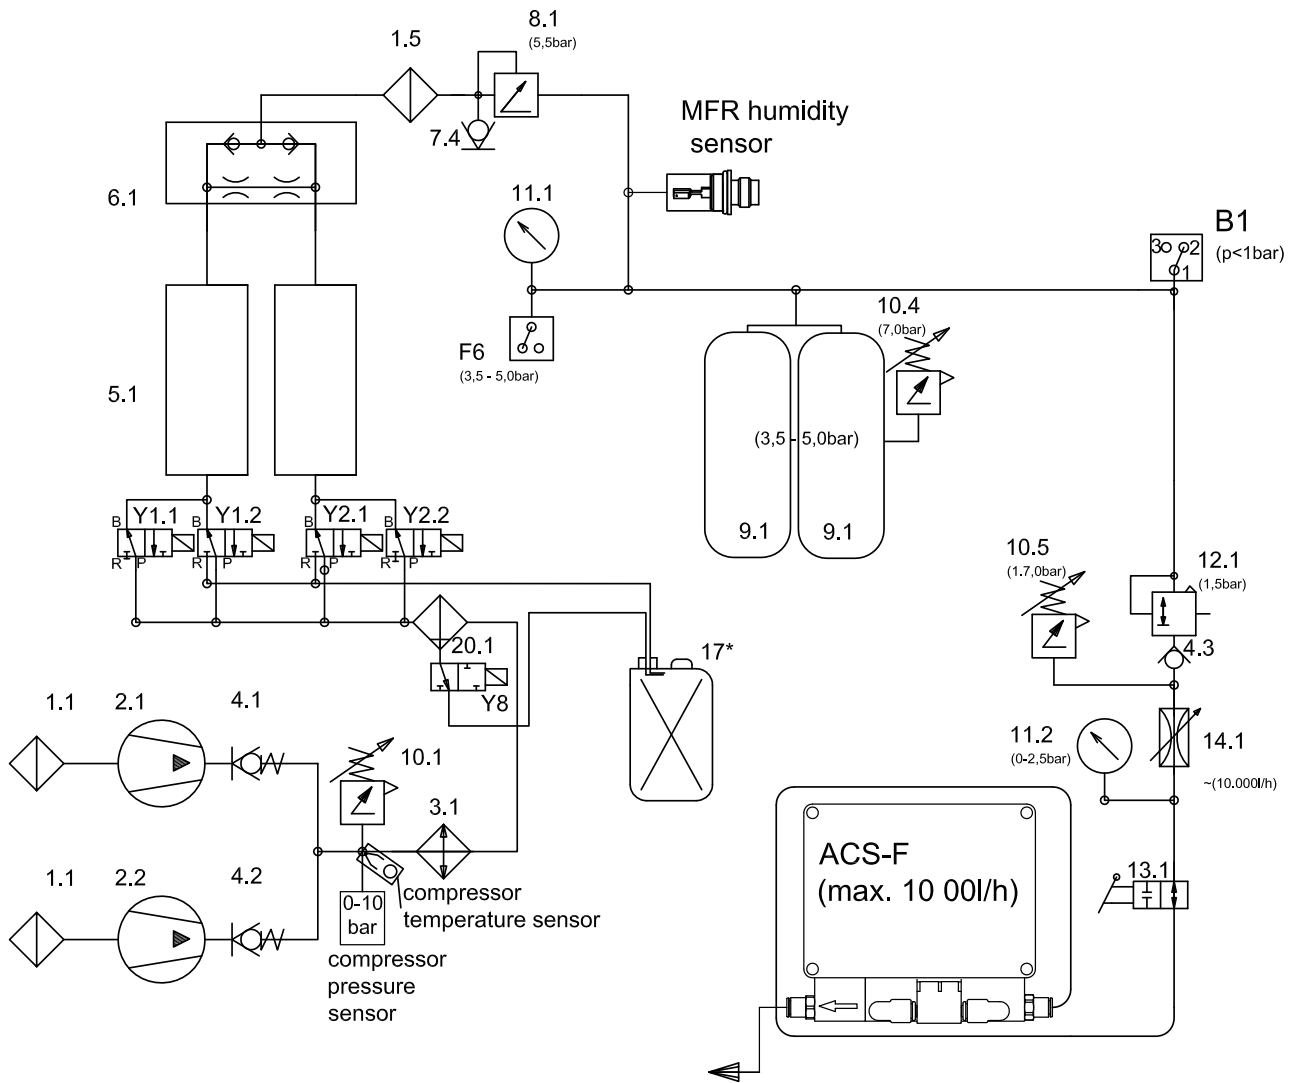 8.1
(5,5bar)
1.5
7.4
MFR humidity
sensor
6.1
11.1
B1
(p<1bar)
3
2
1
10.4
(7,0bar)
F6
(3,5 - 5,0bar)
5.1
(3,5 - 5,0bar)
9.1
9.1
B
Y1.1
B
Y1.2
B
Y2.1
B
Y2.2
R
P
R
P
R
P
R
P
10.5
(1.7,0bar)
12.1
(1,5bar)
20.1
17*
4.3
Y8
1.1
2.1
4.1
10.1
11.2
(0-2,5bar)
14.1
~(10.000l/h)
3.1
ACS-F
(max. 10 00l/h)
13.1
1.1
2.2
4.2
compressor
temperature sensor
0-10
bar
compressor
pressure
sensor